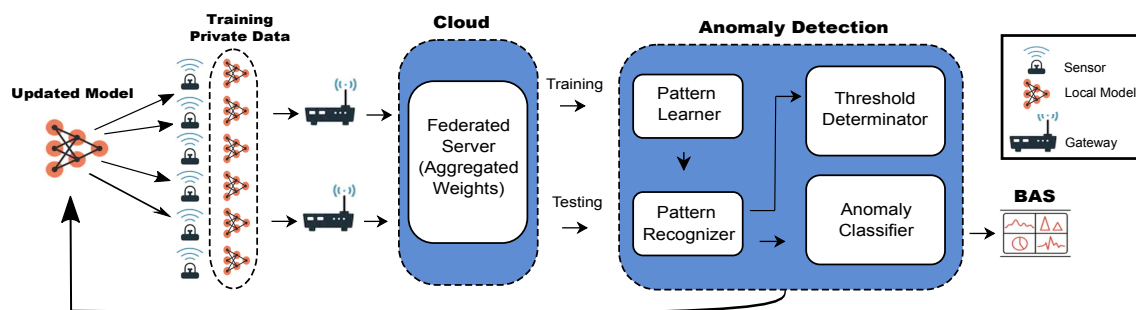 Training
Private Data
Cloud
Anomaly Detection
Updated Model
Training
Testing
Federated
Server
(Aggregated
Weights)
Pattern
Learner
Threshold
Determinator
Pattern
Recognizer
Anomaly
Classifier
Sensor
Local Model
Gateway
BAS